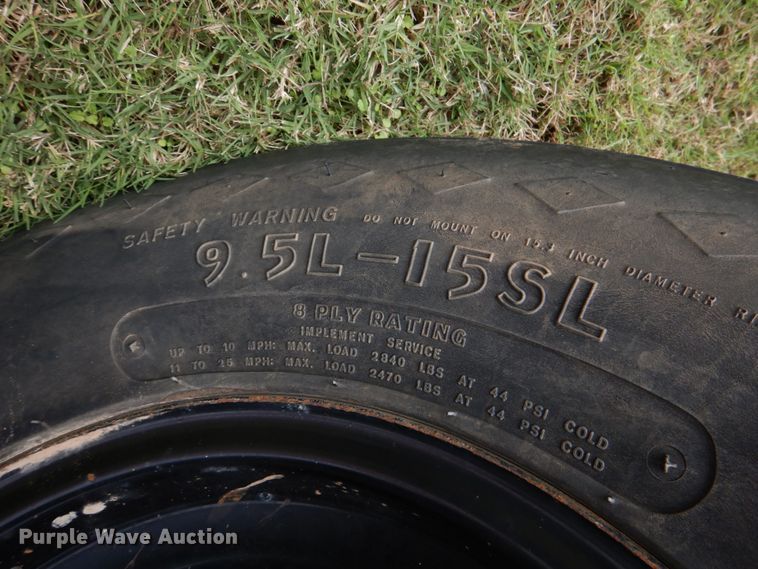 SAFETY WARNING DO NOT MOUNT ON 15.3 INCH DIAMETER
9.5L-15SL
8 PLY RATING
IMPLEMENT SERVICE
UP TO 10 MPH: MAX. LOAD 2840 LBS AT 44 PSI COLD
11 TO 25 MPH: MAX. LOAD 2470 LBS AT 44 PSI COLD
Purple Wave Auction